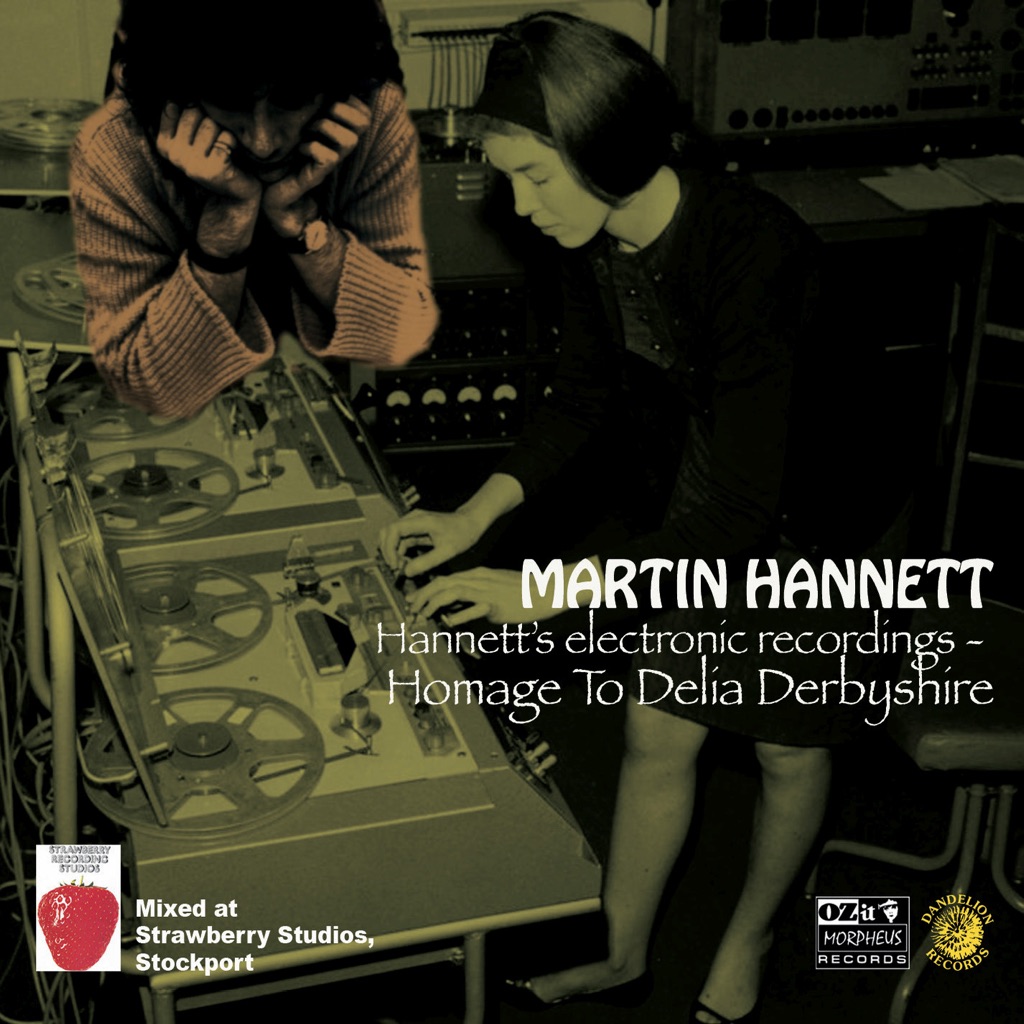 MARTIN HANNETT
Hannett's electronic recordings -
Homage To Delia Derbyshire
STRAWBERRY
RECORDING
STUDIOS
Mixed at
Strawberry Studios,
Stockport
OZit
MORPHEUS
RECORDS
DANDELION
RECORDS